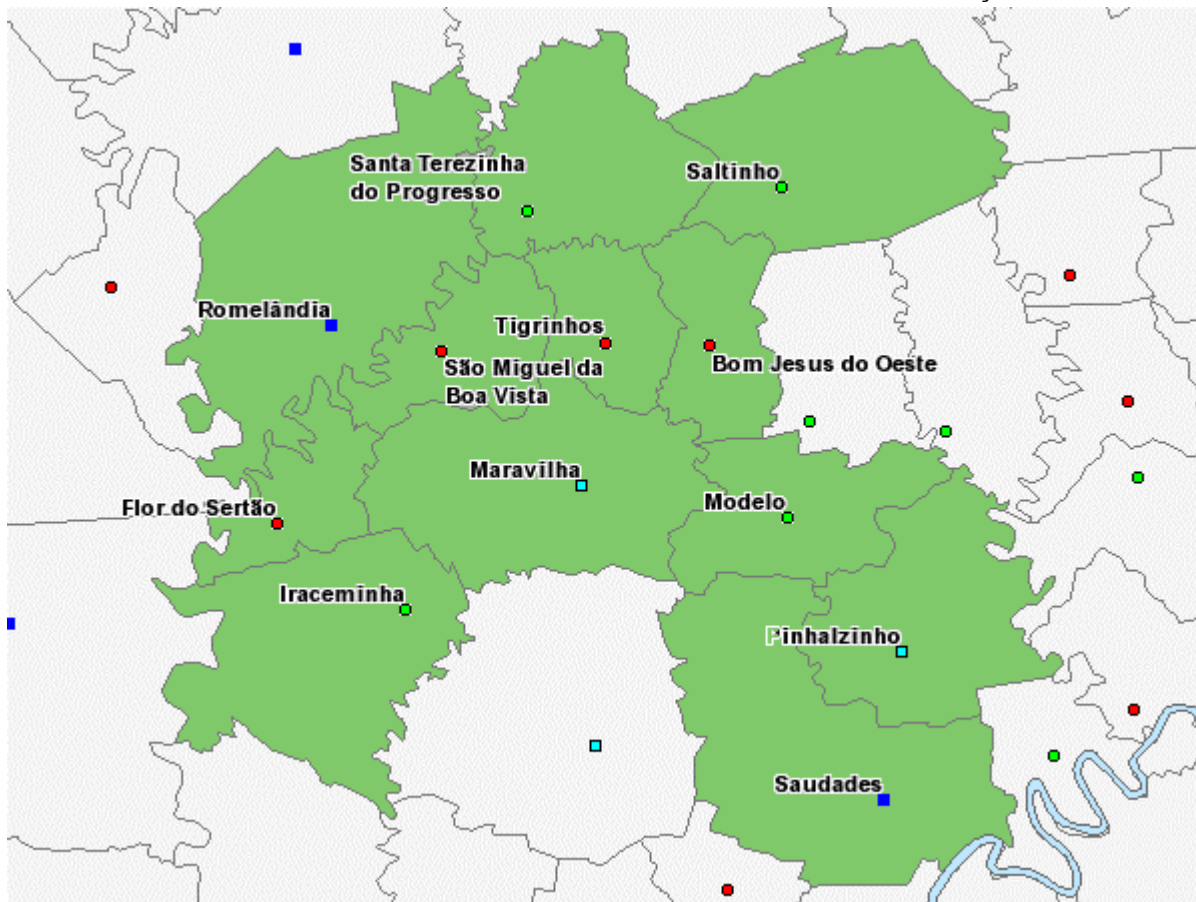 Santa Terezinha
do Progresso
Saltinho
Romelândia
Tigrinhos
São Miguel da
Boa Vista
Bom Jesus do Oeste
Maravilha
Modelo
Flor do Sertão
Iraceminha
Pinhalzinho
Saudades